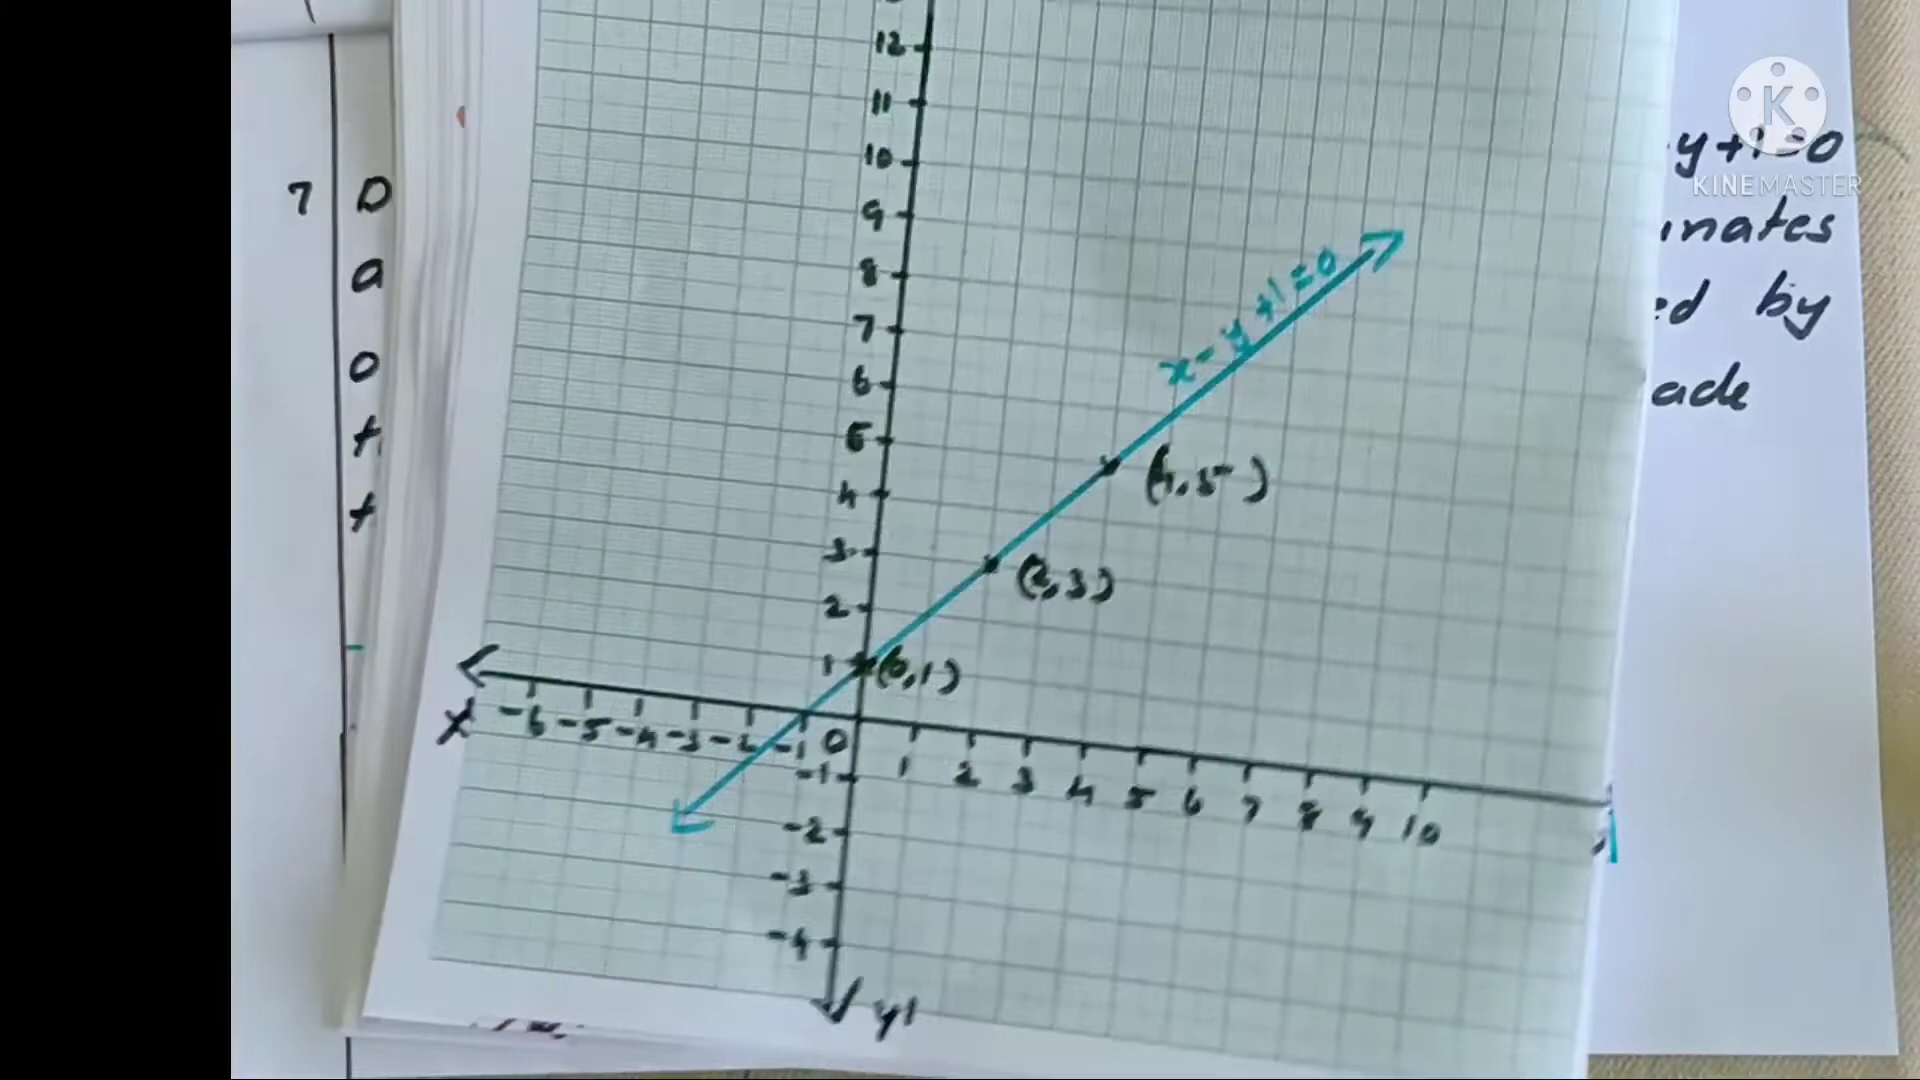 12
11
10
9
8
7
6
5
4
3
2
1
x-y+1=0
(4,5)
(2,3)
(0,1)
x' -6 -5 -4 -3 -2 -1 0 1 2 3 4 5 6 7 8 9 10
-1
-2
-3
-4
y'
7 D
a
o
t
t
y+1=0
inates
ed by
ade
K
KINEMASTER